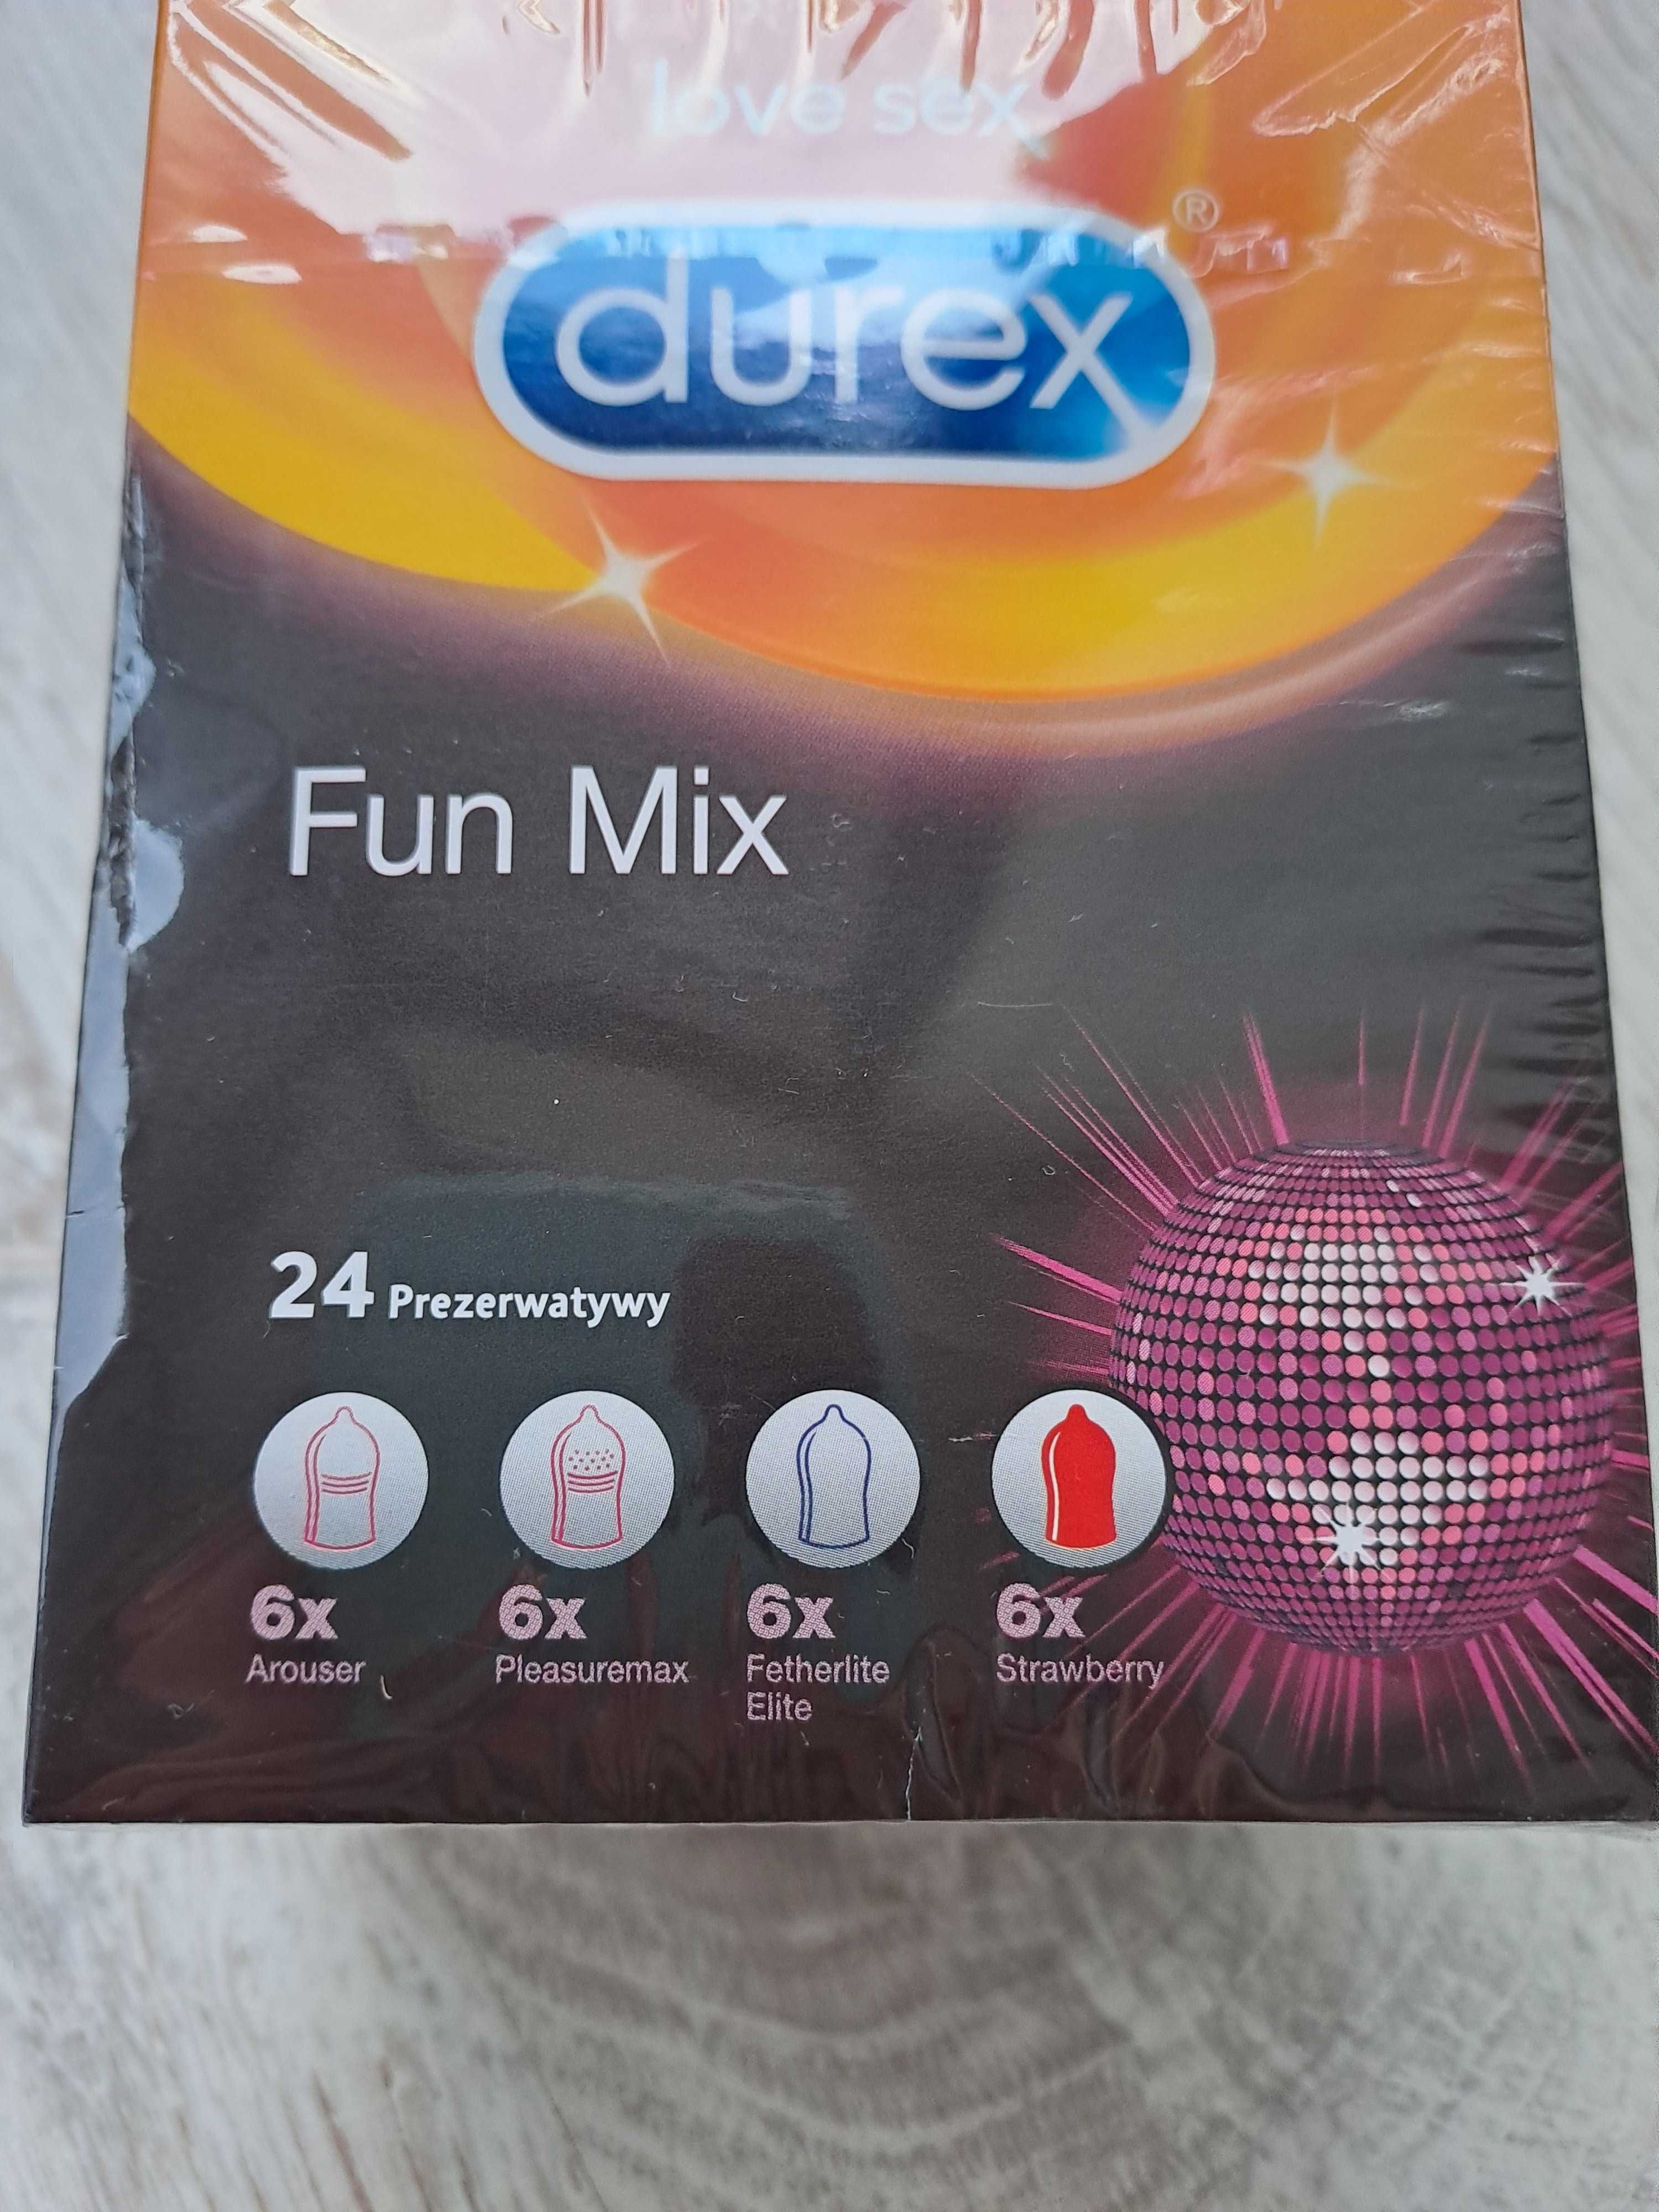 love sex
durex®
Fun Mix
24 Prezerwatywy
6x 6x 6x 6x
Arouser Pleasuremax Fetherlite Strawberry
Elite